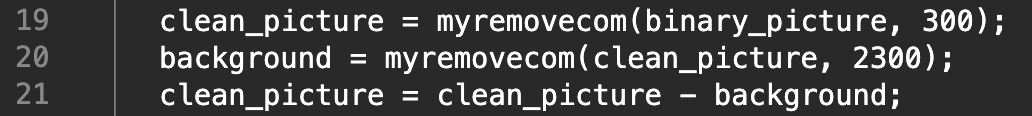 19 clean_picture = myremovecom(binary_picture, 300);
20 background = myremovecom(clean_picture, 2300);
21 clean_picture = clean_picture - background;